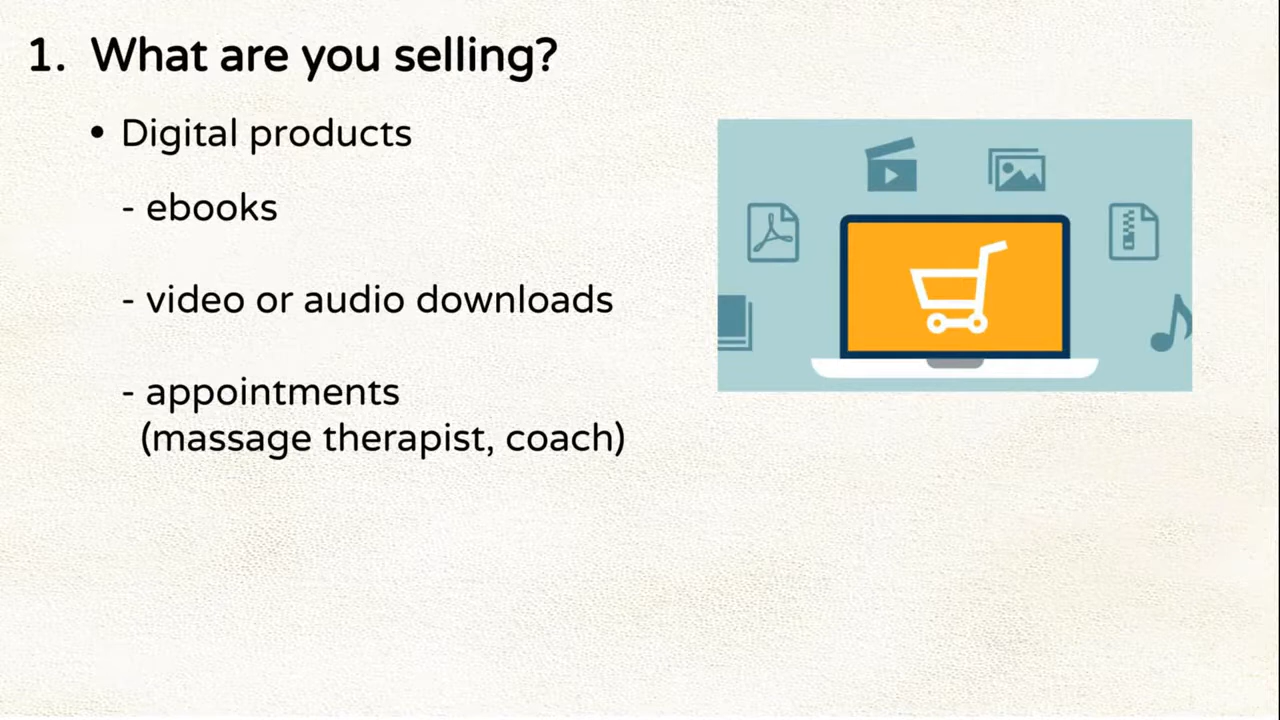 1. What are you selling?
• Digital products
- ebooks
- video or audio downloads
- appointments
(massage therapist, coach)